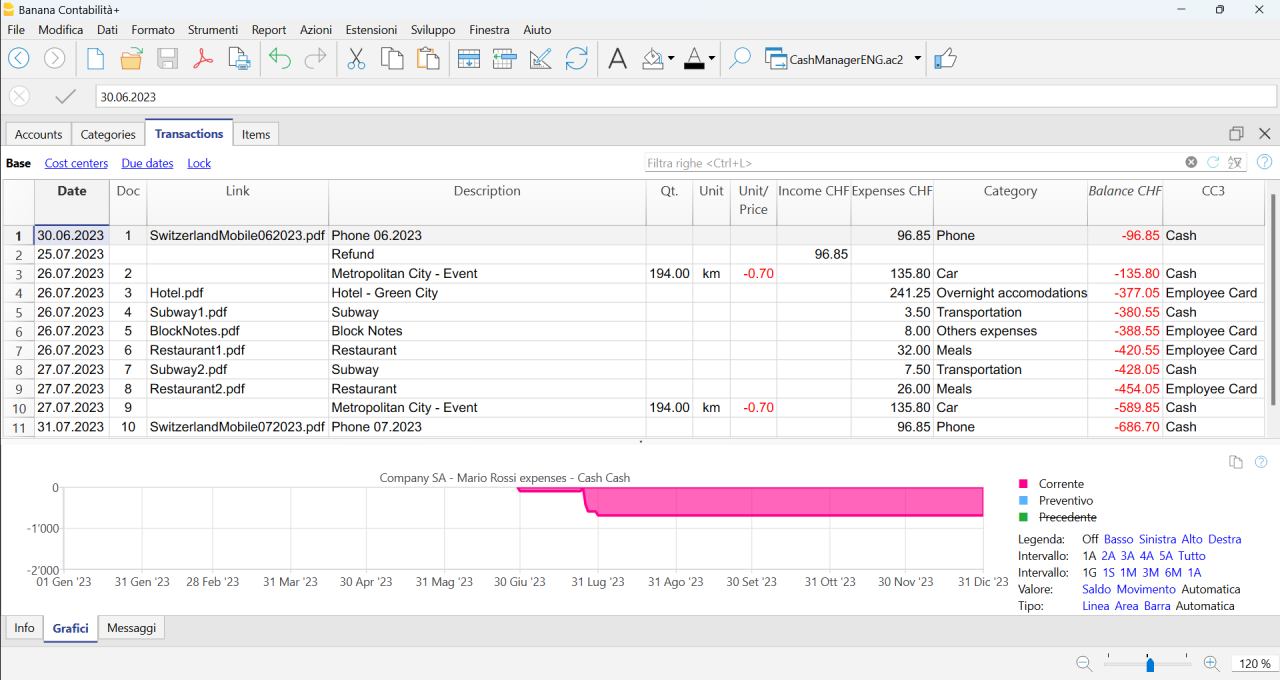 Banana Contabilità+
File Modifica Dati Formato Strumenti Report Azioni Estensioni Sviluppo Finestra Aiuto
CashManagerENG.ac2
30.06.2023
Accounts Categories Transactions Items
Base Cost centers Due dates Lock Filtra righe <Ctrl+L>
Date Doc Link Description Qt. Unit Unit/ Income CHF Expenses CHF Category Balance CHF CC3
Price
1 30.06.2023 1 SwitzerlandMobile062023.pdf Phone 06.2023 96.85 Phone -96.85 Cash
2 25.07.2023 Refund 96.85
3 26.07.2023 2 Metropolitan City - Event 194.00 km -0.70 135.80 Car -135.80 Cash
4 26.07.2023 3 Hotel.pdf Hotel - Green City 241.25 Overnight accomodations -377.05 Employee Card
5 26.07.2023 4 Subway1.pdf Subway 3.50 Transportation -380.55 Cash
6 26.07.2023 5 BlockNotes.pdf Block Notes 8.00 Others expenses -388.55 Employee Card
7 26.07.2023 6 Restaurant1.pdf Restaurant 32.00 Meals -420.55 Employee Card
8 27.07.2023 7 Subway2.pdf Subway 7.50 Transportation -428.05 Cash
9 27.07.2023 8 Restaurant2.pdf Restaurant 26.00 Meals -454.05 Employee Card
10 27.07.2023 9 Metropolitan City - Event 194.00 km -0.70 135.80 Car -589.85 Cash
11 31.07.2023 10 SwitzerlandMobile072023.pdf Phone 07.2023 96.85 Phone -686.70 Cash
Company SA - Mario Rossi expenses - Cash Cash
0
-1'000
-2'000
01 Gen '23 31 Gen '23 28 Feb '23 31 Mar '23 30 Apr '23 31 Mag '23 30 Giu '23 31 Lug '23 31 Ago '23 30 Set '23 31 Ott '23 30 Nov '23 31 Dic '23
Corrente
Preventivo
Precedente
Legenda: Off Basso Sinistra Alto Destra
Intervallo: 1A 2A 3A 4A 5A Tutto
Intervallo: 1G 1S 1M 3M 6M 1A
Valore: Saldo Movimento Automatica
Tipo: Linea Area Barra Automatica
Info Grafici Messaggi
120 %